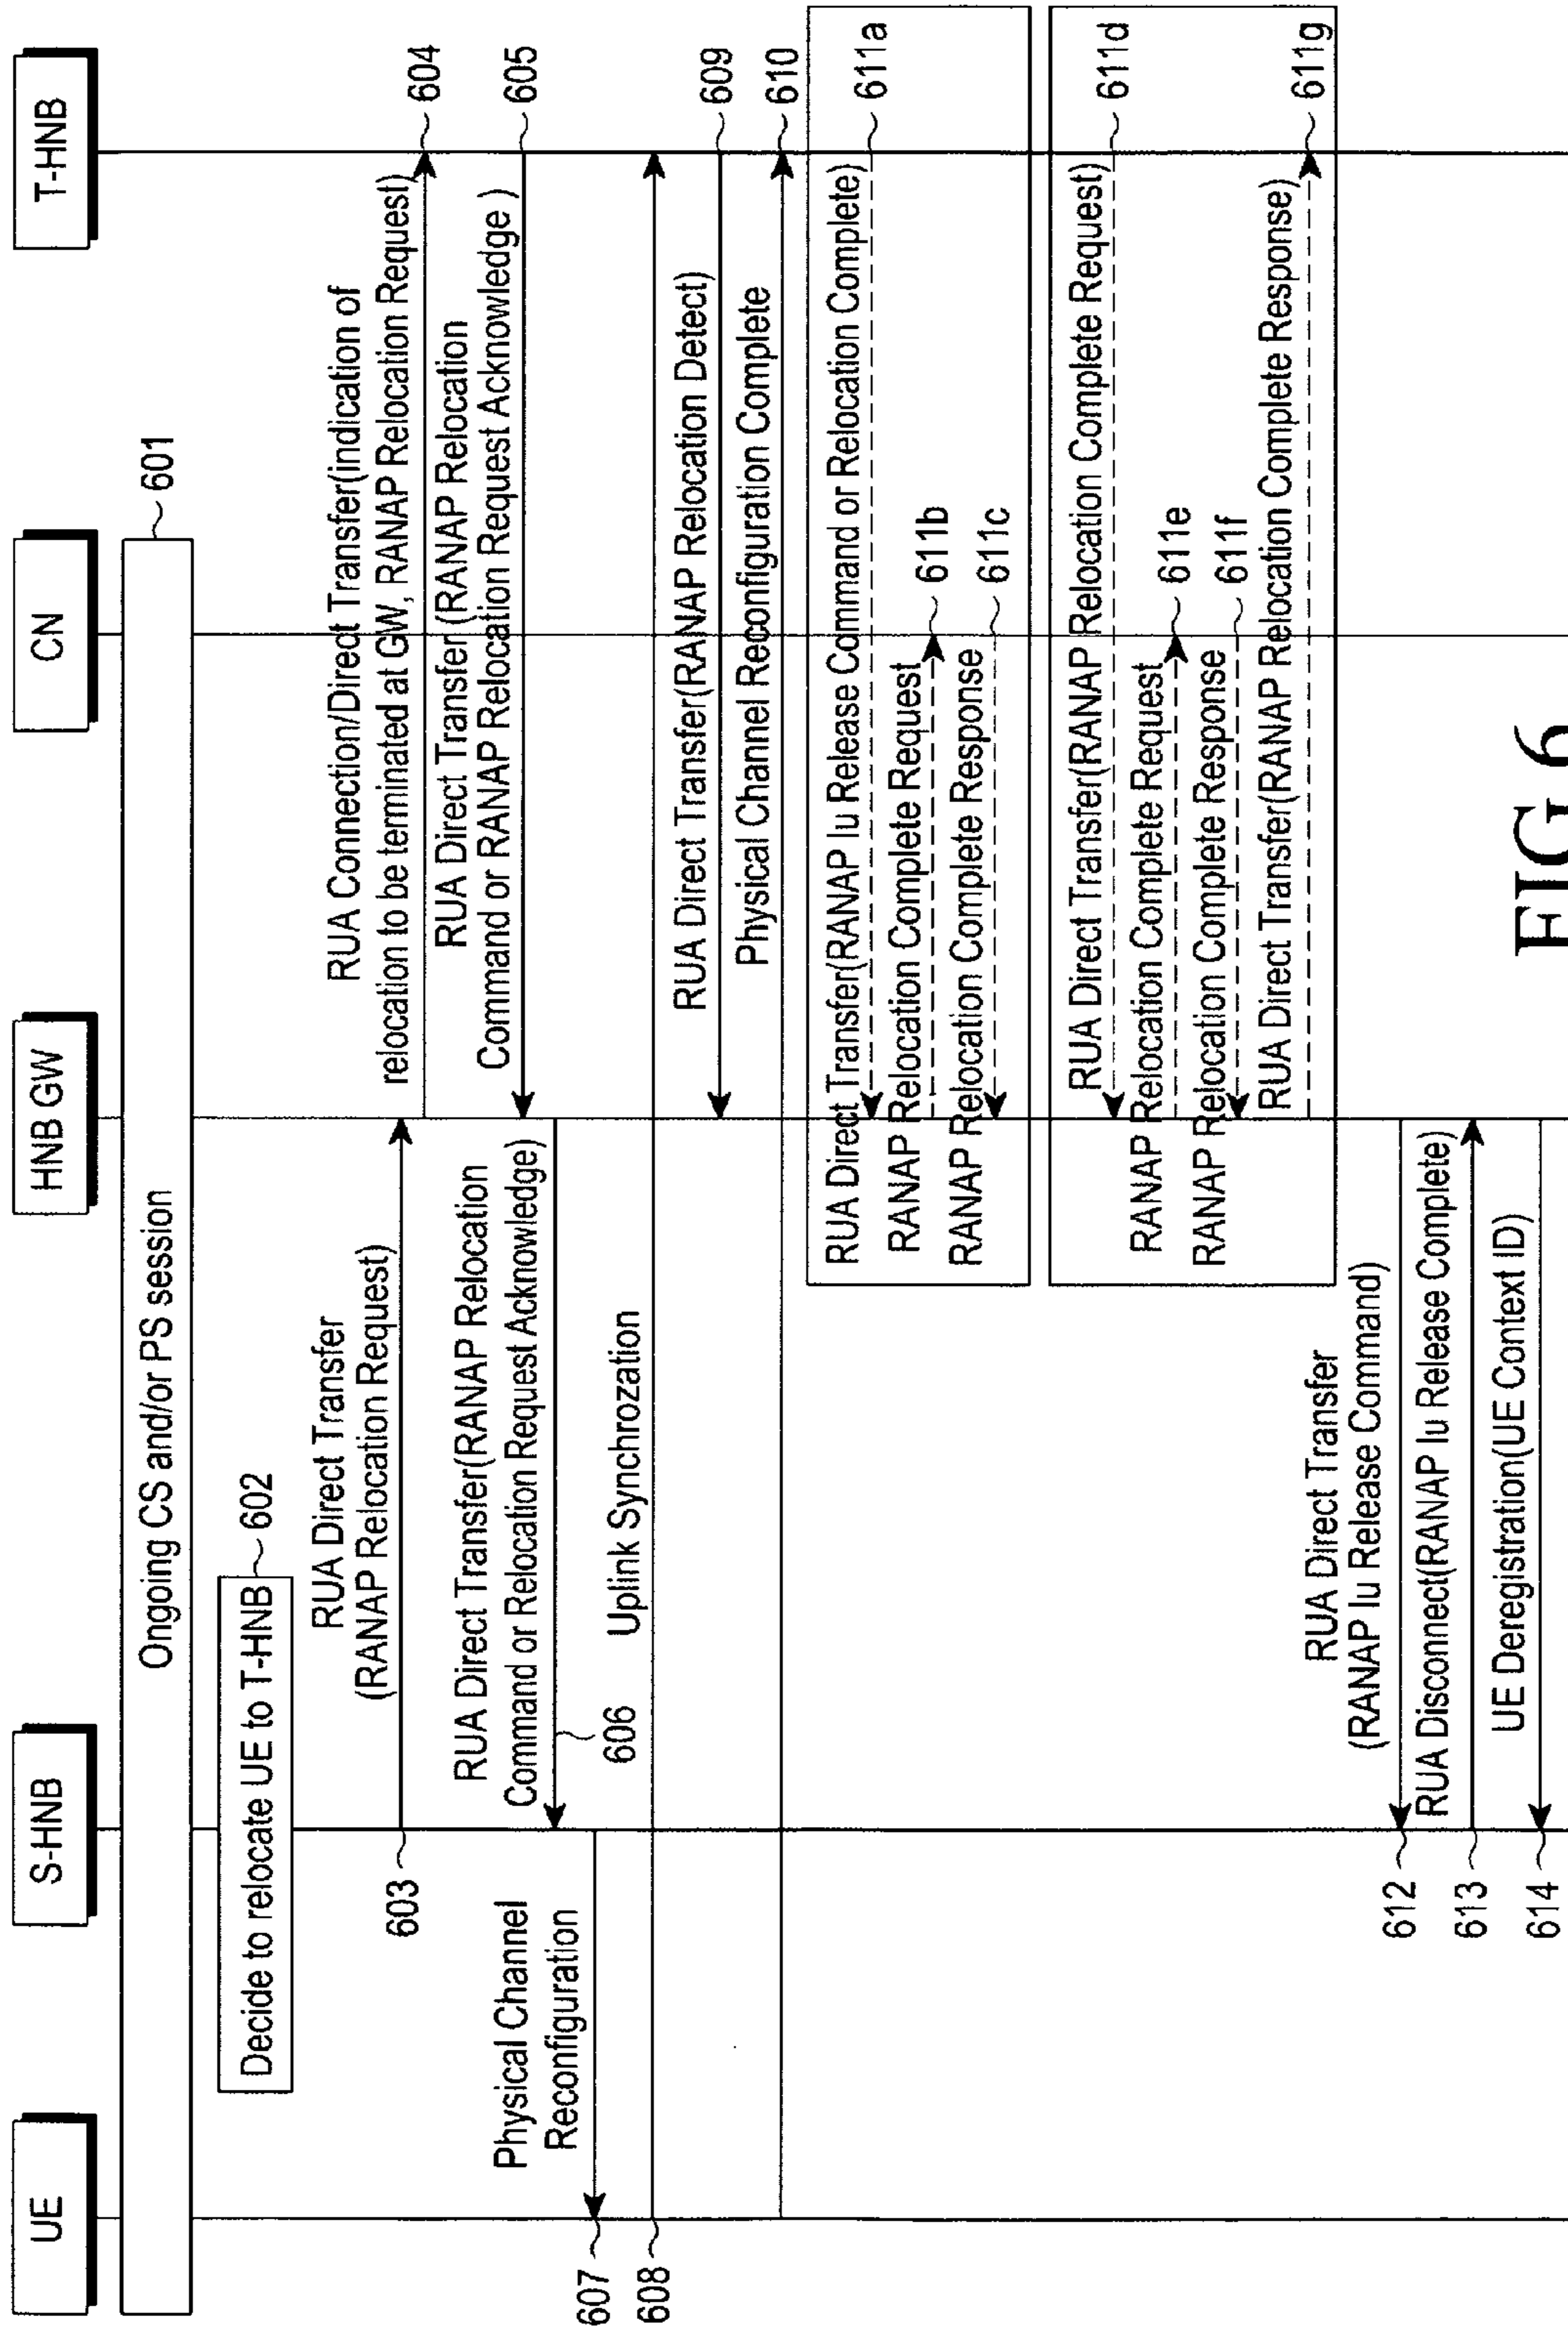 UE
S-HNB
HNB GW
CN
T-HNB
Ongoing CS and/or PS session
601
Decide to relocate UE to T-HNB
602
RUA Direct Transfer
(RANAP Relocation Request)
603
RUA Connection/Direct Transfer(indication of
relocation to be terminated at GW, RANAP Relocation Request)
604
RUA Direct Transfer (RANAP Relocation
Command or RANAP Relocation Request Acknowledge )
605
RUA Direct Transfer(RANAP Relocation
Command or Relocation Request Acknowledge)
606
Physical Channel
Reconfiguration
607
Uplink Synchrozation
608
RUA Direct Transfer(RANAP Relocation Detect)
609
Physical Channel Reconfiguration Complete
610
RUA Direct Transfer(RANAP Iu Release Command or Relocation Complete)
611a
RANAP Relocation Complete Request
611b
RANAP Relocation Complete Response
611c
RUA Direct Transfer(RANAP Relocation Complete Request)
611d
RANAP Relocation Complete Request
611e
RANAP Relocation Complete Response
611f
RUA Direct Transfer(RANAP Relocation Complete Response)
611g
RUA Direct Transfer
(RANAP Iu Release Command)
612
RUA Disconnect(RANAP Iu Release Complete)
613
UE Deregistration(UE Context ID)
614
FIG 6